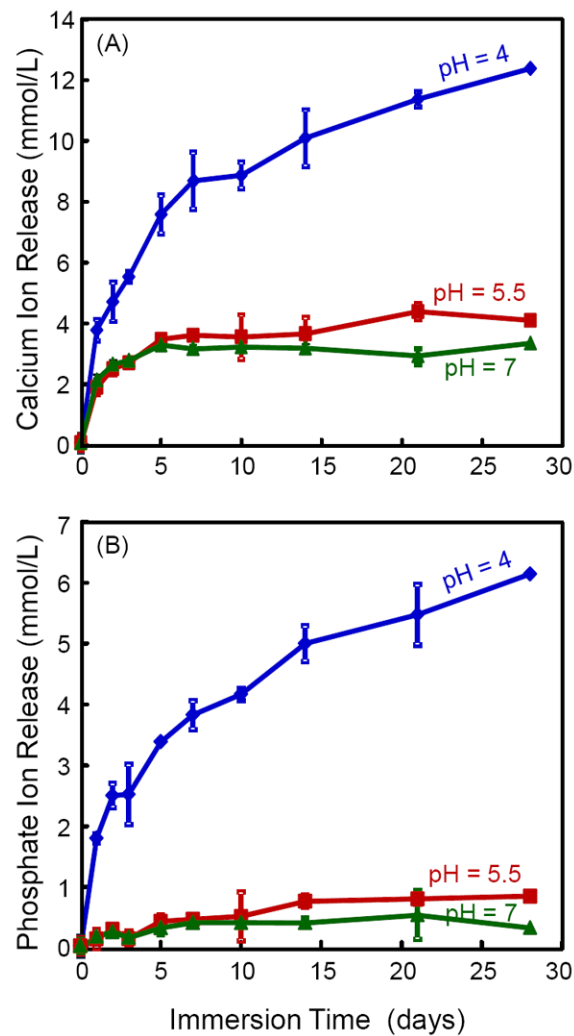 (A)
pH = 4
pH = 5.5
pH = 7
Calcium Ion Release (mmol/L)
14
12
10
8
6
4
2
0
0 5 10 15 20 25 30
(B)
pH = 4
pH = 5.5
pH = 7
Phosphate Ion Release (mmol/L)
7
6
5
4
3
2
1
0
0 5 10 15 20 25 30
Immersion Time (days)